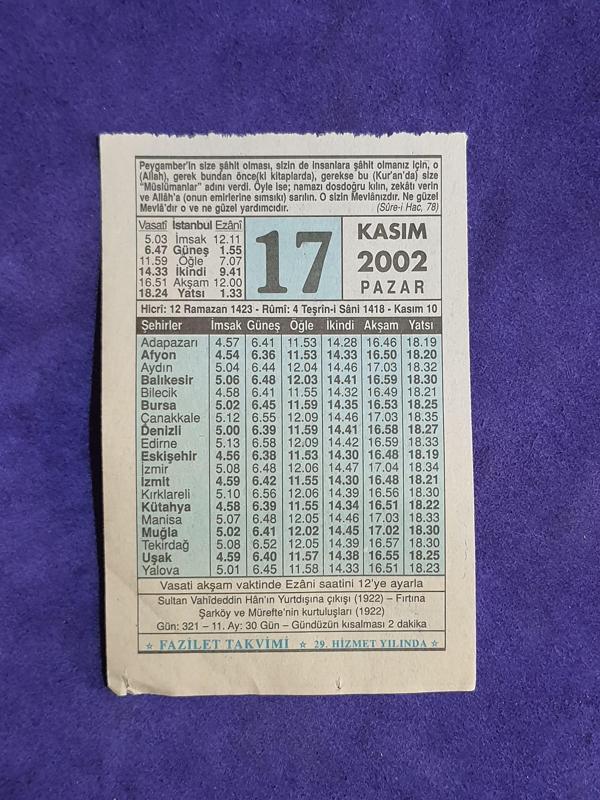 Peygamber'in size şâhit olması, sizin de insanlara şâhit olmanız için, o
(Allah), gerek bundan önce(ki kitaplarda), gerekse bu (Kur'an'da) size
"Müslümanlar" adını verdi. Öyle ise; namazı dosdoğru kılın, zekâtı verin
ve Allâh'a (onun emirlerine sımsıkı) sarılın. O sizin Mevlânızdır. Ne güzel
Mevlâ'dır o ve ne güzel yardımcıdır. (Sûre-i Hac, 78)
Vasatî İstanbul Ezânî
5.03 İmsak 12.11
6.47 Güneş 1.55
11.59 Öğle 7.07
14.33 İkindi 9.41
16.51 Akşam 12.00
18.24 Yatsı 1.33
17
KASIM
2002
PAZAR
Hicrî: 12 Ramazan 1423 - Rûmî: 4 Teşrîn-i Sâni 1418 - Kasım 10
Şehirler İmsak Güneş Öğle İkindi Akşam Yatsı
Adapazarı 4.57 6.41 11.53 14.28 16.46 18.19
Afyon 4.54 6.36 11.53 14.33 16.50 18.20
Aydın 5.04 6.44 12.04 14.46 17.03 18.32
Balıkesir 5.06 6.48 12.03 14.41 16.59 18.30
Bilecik 4.58 6.41 11.55 14.32 16.49 18.21
Bursa 5.02 6.45 11.59 14.35 16.53 18.25
Çanakkale 5.12 6.55 12.09 14.46 17.03 18.35
Denizli 5.00 6.39 11.59 14.41 16.58 18.27
Edirne 5.13 6.58 12.09 14.42 16.59 18.33
Eskişehir 4.56 6.38 11.53 14.30 16.48 18.19
İzmir 5.08 6.48 12.06 14.47 17.04 18.34
İzmit 4.59 6.42 11.55 14.30 16.48 18.21
Kırklareli 5.10 6.56 12.06 14.39 16.56 18.30
Kütahya 4.58 6.39 11.55 14.34 16.51 18.22
Manisa 5.07 6.48 12.05 14.46 17.03 18.33
Muğla 5.02 6.41 12.02 14.45 17.02 18.30
Tekirdağ 5.08 6.52 12.05 14.39 16.57 18.30
Uşak 4.59 6.40 11.57 14.38 16.55 18.25
Yalova 5.01 6.45 11.58 14.33 16.51 18.23
Vasati akşam vaktinde Ezâni saatini 12'ye ayarla
Sultan Vahîdeddin Hân'ın Yurtdışına çıkışı (1922) – Fırtına
Şarköy ve Mürefte'nin kurtuluşları (1922)
Gün: 321 – 11. Ay: 30 Gün – Gündüzün kısalması 2 dakika
☆ FAZİLET TAKVİMİ ☆ 29. HİZMET YILINDA ☆